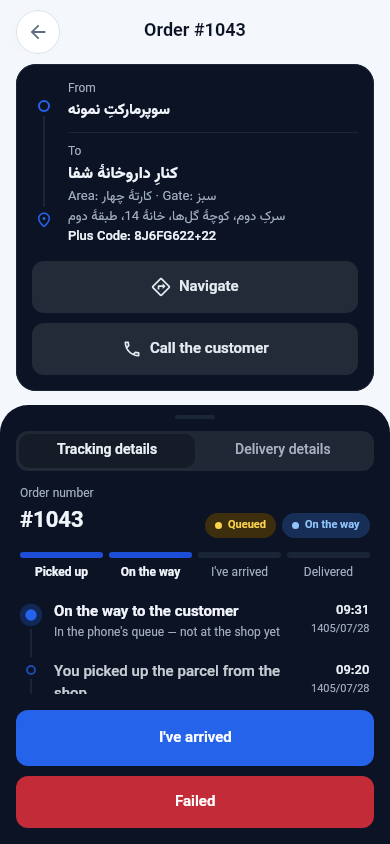 Order #1043
From
سوپرمارکتِ نمونه
To
کنارِ داروخانهٔ شفا
Area: کارتهٔ چهار · Gate: سبز
سرکِ دوم، کوچهٔ گل‌ها، خانهٔ 14، طبقهٔ دوم
Plus Code: 8J6FG622+22
Navigate
Call the customer
Tracking details
Delivery details
Order number
#1043
Queued
On the way
Picked up
On the way
I've arrived
Delivered
On the way to the customer
09:31
In the phone's queue — not at the shop yet
1405/07/28
You picked up the parcel from the
09:20
shop
1405/07/28
I've arrived
Failed